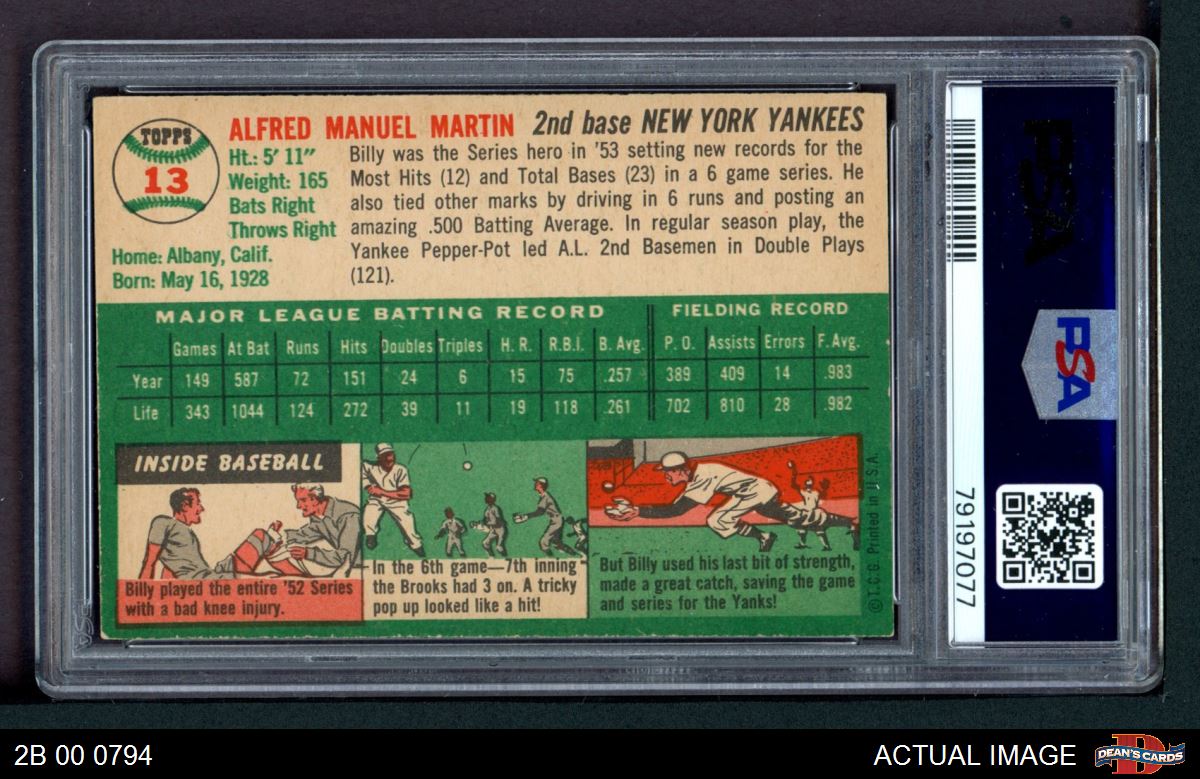 TOPPS
13
ALFRED MANUEL MARTIN 2nd base NEW YORK YANKEES
Ht.: 5' 11"
Weight: 165
Bats Right
Throws Right
Home: Albany, Calif.
Born: May 16, 1928
Billy was the Series hero in '53 setting new records for the
Most Hits (12) and Total Bases (23) in a 6 game series. He
also tied other marks by driving in 6 runs and posting an
amazing .500 Batting Average. In regular season play, the
Yankee Pepper-Pot led A.L. 2nd Basemen in Double Plays
(121).
MAJOR LEAGUE BATTING RECORD FIELDING RECORD
Games At Bat Runs Hits Doubles Triples H. R. R.B.I. B. Avg. P. O. Assists Errors F. Avg.
Year 149 587 72 151 24 6 15 75 .257 389 409 14 .983
Life 343 1044 124 272 39 11 19 118 .261 702 810 28 .982
INSIDE BASEBALL
Billy played the entire '52 Series
with a bad knee injury.
In the 6th game—7th inning
the Brooks had 3 on. A tricky
pop up looked like a hit!
But Billy used his last bit of strength,
made a great catch, saving the game
and series for the Yanks!
©T.C.G. Printed in U.S.A.
PSA
PSA
PSA
79197077
2B 00 0794
ACTUAL IMAGE
DEAN'S CARDS